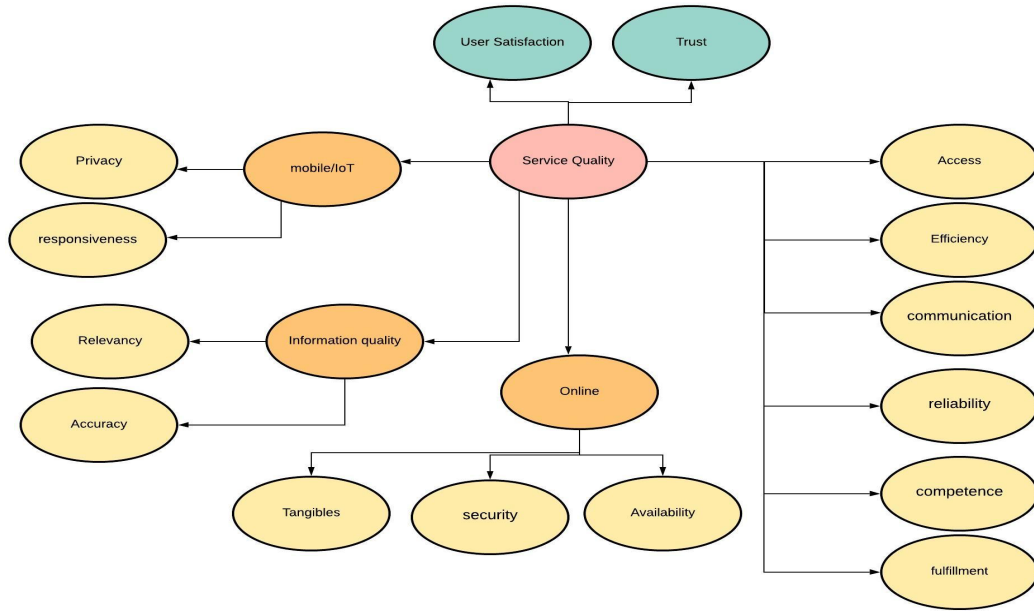 User Satisfaction
Trust
Privacy
mobile/IoT
Service Quality
Access
responsiveness
Efficiency
communication
Relevancy
Information quality
Online
reliability
Accuracy
Tangibles
security
Availability
competence
fulfillment